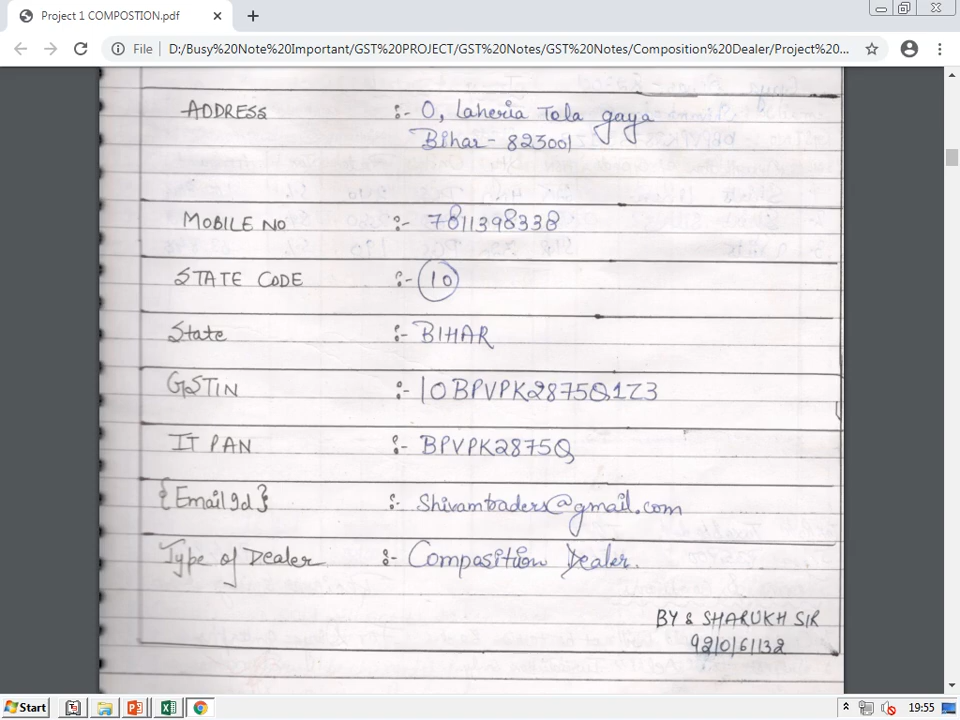 Project 1 COMPOSTION.pdf
File D:/Busy%20Note%20Important/GST%20PROJECT/GST%20Notes/GST%20Notes/Composition%20Dealer/Project%20...
ADDRESS :- O, Laheria Tola gaya
Bihar - 823001
MOBILE NO :- 7811398338
STATE CODE :- 10
State :- BIHAR
GSTIN :- 10BPVPK2875Q1Z3
IT PAN :- BPVPK2875Q
{Email Id} :- Shivamtraders@gmail.com
Type of Dealer :- Composition Dealer.
BY & SHARUKH SIR
9210161132
Start
19:55